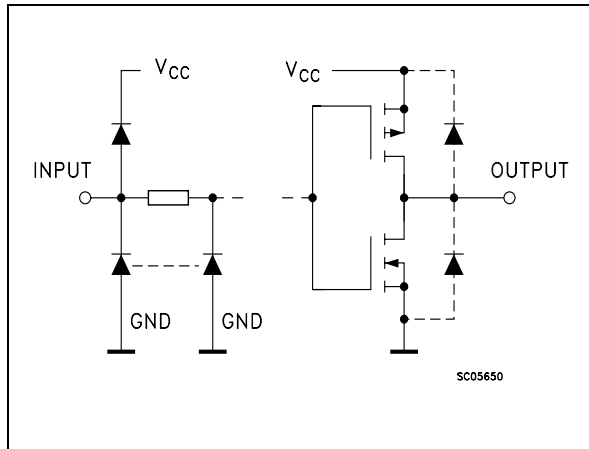 VCC
VCC
INPUT
OUTPUT
GND
GND
SC05650